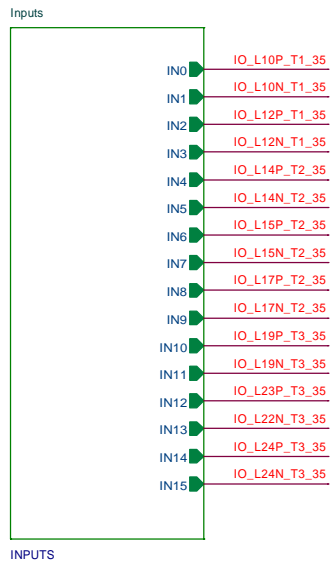 Inputs
IN0 IO_L10P_T1_35
IN1 IO_L10N_T1_35
IN2 IO_L12P_T1_35
IN3 IO_L12N_T1_35
IN4 IO_L14P_T2_35
IN5 IO_L14N_T2_35
IN6 IO_L15P_T2_35
IN7 IO_L15N_T2_35
IN8 IO_L17P_T2_35
IN9 IO_L17N_T2_35
IN10 IO_L19P_T3_35
IN11 IO_L19N_T3_35
IN12 IO_L23P_T3_35
IN13 IO_L22N_T3_35
IN14 IO_L24P_T3_35
IN15 IO_L24N_T3_35
INPUTS